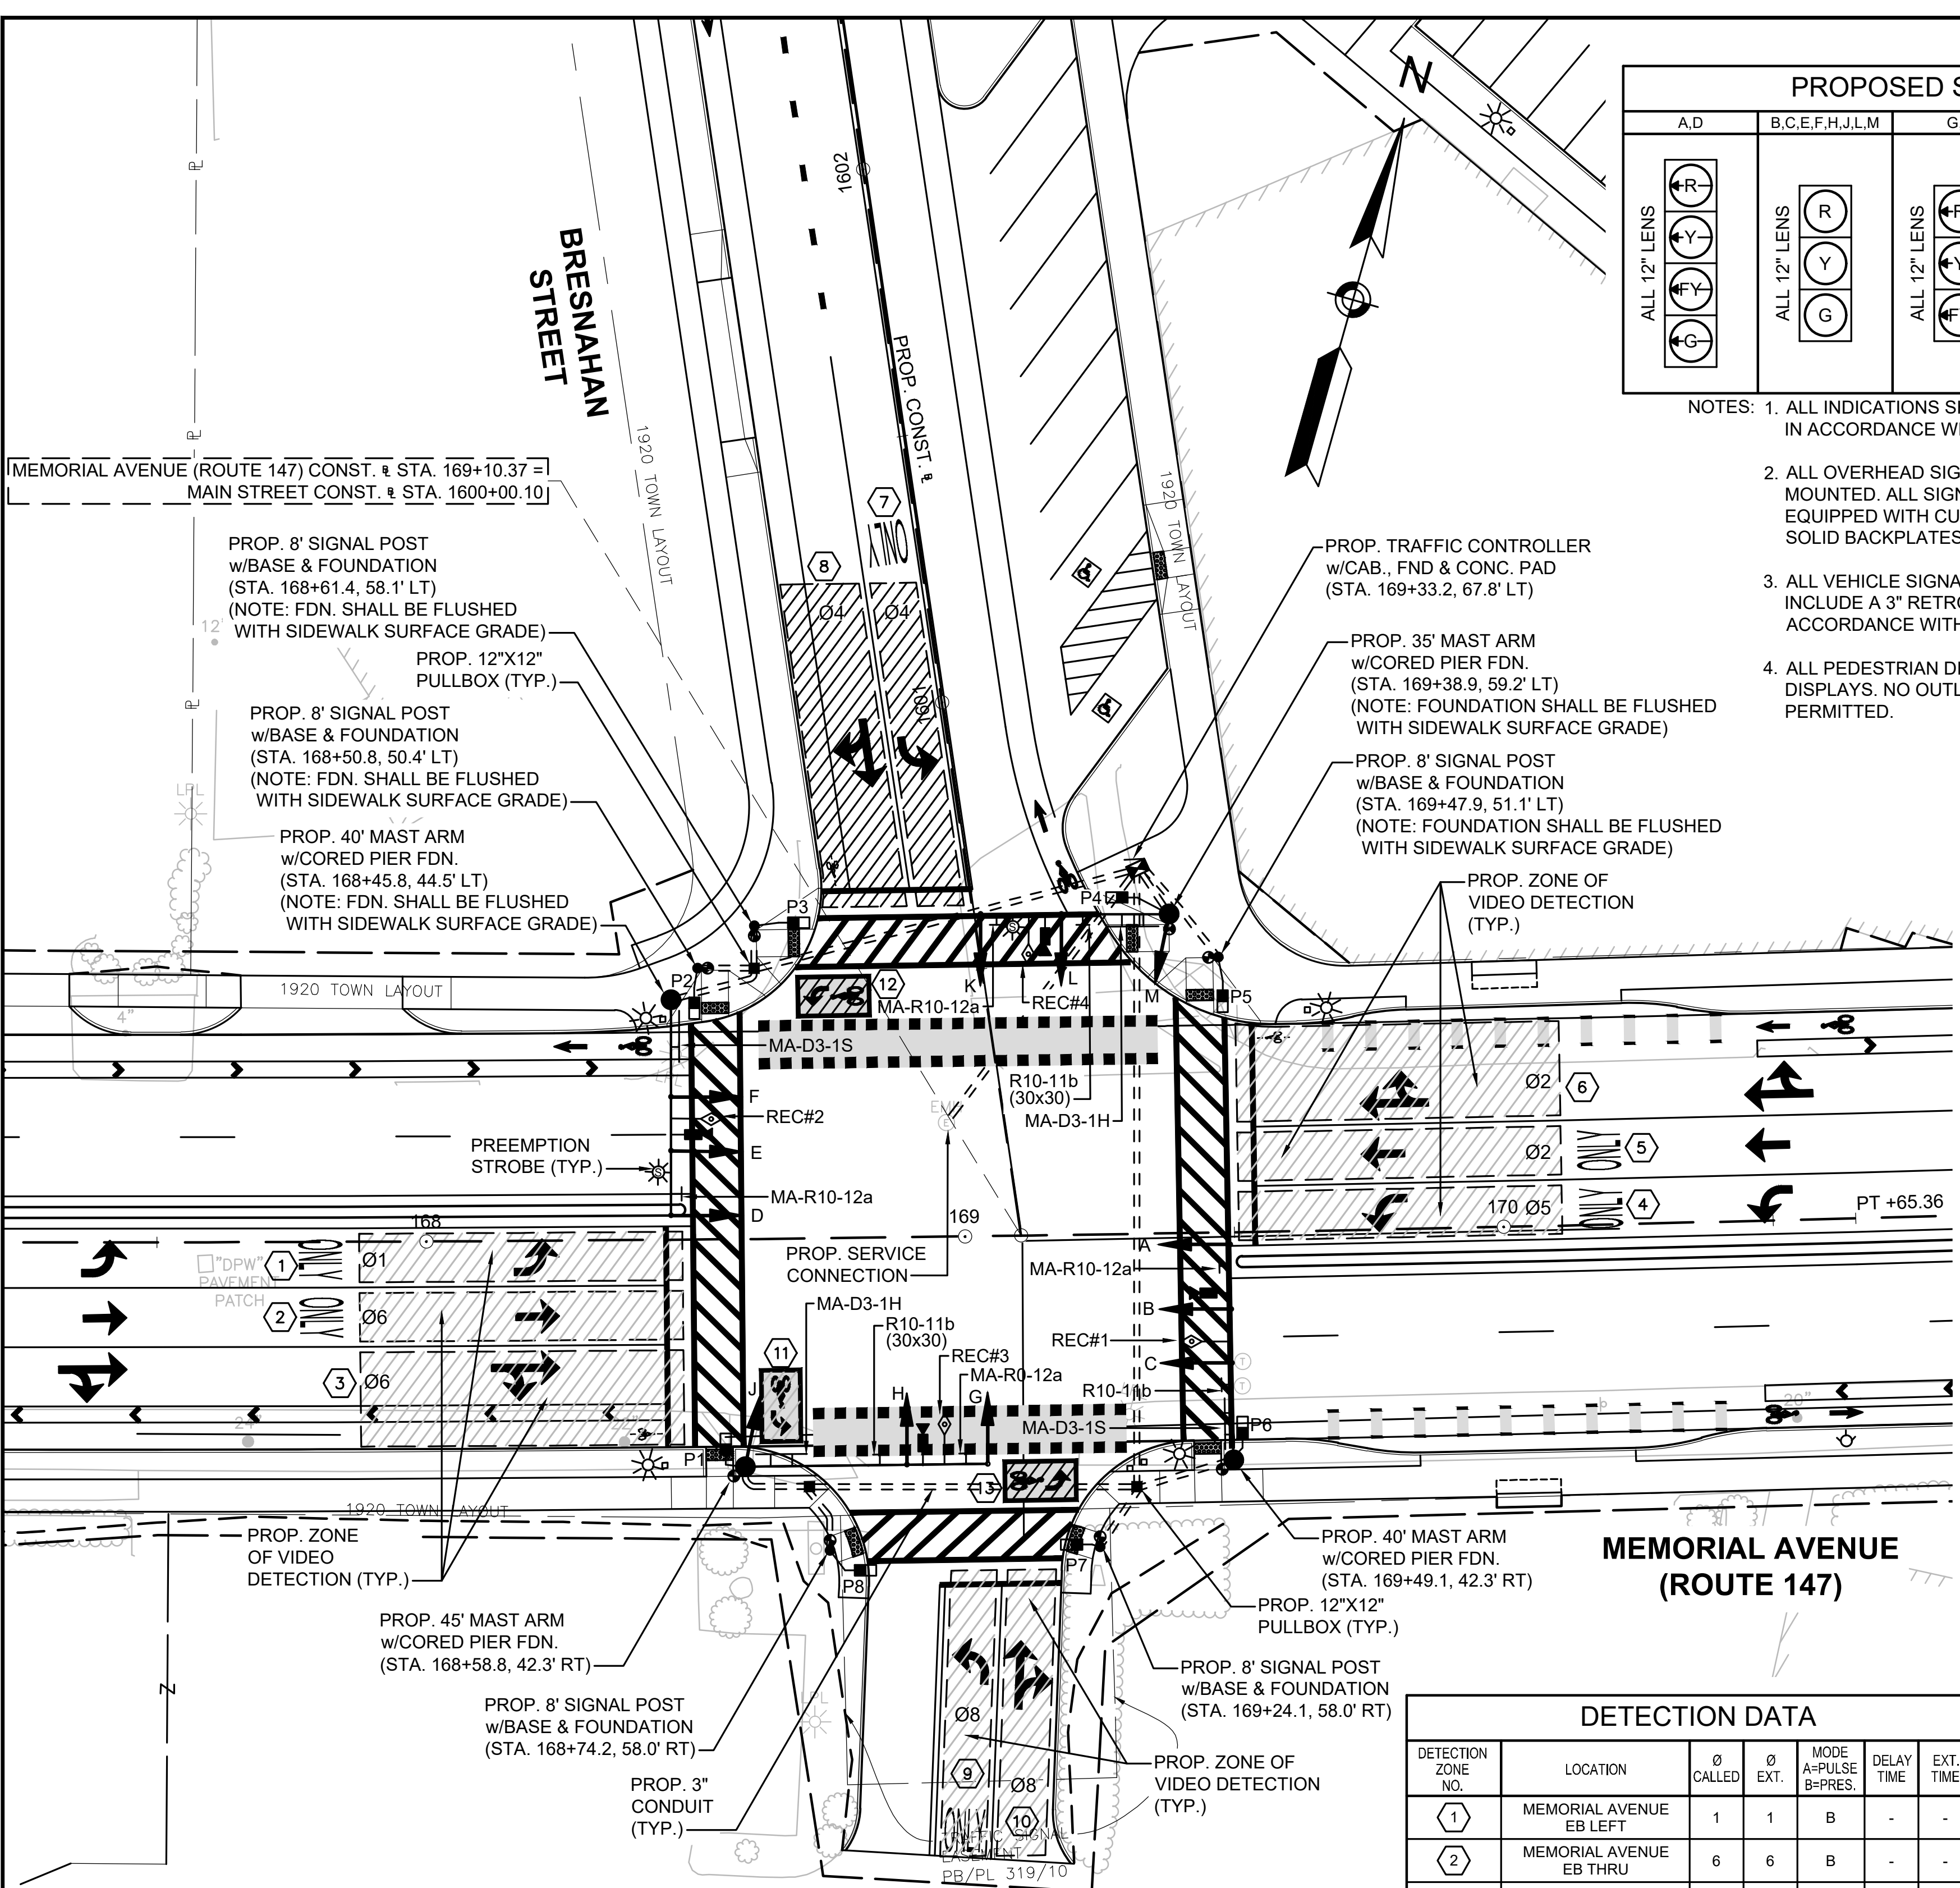 BRESNAHAN
STREET
1602
PROP. CONST. ℄
1920 TOWN LAYOUT
1920 TOWN LAYOUT
N
PROPOSED S
A,D
B,C,E,F,H,J,L,M
G
ALL 12" LENS
R
Y
FY
G
ALL 12" LENS
R
Y
G
ALL 12" LENS
NOTES:
1. ALL INDICATIONS S
IN ACCORDANCE WI
2. ALL OVERHEAD SIG
MOUNTED. ALL SIGN
EQUIPPED WITH CU
SOLID BACKPLATES
3. ALL VEHICLE SIGNA
INCLUDE A 3" RETRO
ACCORDANCE WITH
4. ALL PEDESTRIAN DI
DISPLAYS. NO OUTL
PERMITTED.
MEMORIAL AVENUE (ROUTE 147) CONST. ℄ STA. 169+10.37 =
MAIN STREET CONST. ℄ STA. 1600+00.10
PROP. 8' SIGNAL POST
w/BASE & FOUNDATION
(STA. 168+61.4, 58.1' LT)
(NOTE: FDN. SHALL BE FLUSHED
WITH SIDEWALK SURFACE GRADE)
12'
PROP. 12"X12"
PULLBOX (TYP.)
PROP. 8' SIGNAL POST
w/BASE & FOUNDATION
(STA. 168+50.8, 50.4' LT)
(NOTE: FDN. SHALL BE FLUSHED
WITH SIDEWALK SURFACE GRADE)
LPL
PROP. 40' MAST ARM
w/CORED PIER FDN.
(STA. 168+45.8, 44.5' LT)
(NOTE: FDN. SHALL BE FLUSHED
WITH SIDEWALK SURFACE GRADE)
7
ONLY
8
Ø4
Ø4
1601
PROP. TRAFFIC CONTROLLER
w/CAB., FND & CONC. PAD
(STA. 169+33.2, 67.8' LT)
PROP. 35' MAST ARM
w/CORED PIER FDN.
(STA. 169+38.9, 59.2' LT)
(NOTE: FOUNDATION SHALL BE FLUSHED
WITH SIDEWALK SURFACE GRADE)
PROP. 8' SIGNAL POST
w/BASE & FOUNDATION
(STA. 169+47.9, 51.1' LT)
(NOTE: FOUNDATION SHALL BE FLUSHED
WITH SIDEWALK SURFACE GRADE)
PROP. ZONE OF
VIDEO DETECTION
(TYP.)
P3
P4
P2
P5
1920 TOWN LAYOUT
4"
12
K
L
M
S
MA-R10-12a
REC#4
MA-D3-1S
F
REC#2
E
PREEMPTION
STROBE (TYP.)
S
MA-R10-12a
D
R10-11b
(30x30)
MA-D3-1H
E
Ø2
6
Ø2
ONLY
5
170 Ø5
ONLY
4
PT +65.36
168
169
PROP. SERVICE
CONNECTION
"DPW"
PAVEMENT
PATCH
1
ONLY
Ø1
2
ONLY
Ø6
3
Ø6
24"
A
MA-R10-12a
B
REC#1
C
T
T
R10-11b
MA-D3-1H
R10-11b
(30x30)
REC#3
MA-R0-12a
11
J
H
G
MA-D3-1S
20"
P1
P6
13
1920 TOWN LAYOUT
PROP. ZONE
OF VIDEO
DETECTION (TYP.)
P8
P7
PROP. 45' MAST ARM
w/CORED PIER FDN.
(STA. 168+58.8, 42.3' RT)
PROP. 8' SIGNAL POST
w/BASE & FOUNDATION
(STA. 168+74.2, 58.0' RT)
PROP. 3"
CONDUIT
(TYP.)
LPL
Ø8
9
ONLY
Ø8
10
TRAFFIC SIGNAL
EASEMENT
PB/PL 319/10
PROP. 40' MAST ARM
w/CORED PIER FDN.
(STA. 169+49.1, 42.3' RT)
PROP. 12"X12"
PULLBOX (TYP.)
PROP. 8' SIGNAL POST
w/BASE & FOUNDATION
(STA. 169+24.1, 58.0' RT)
PROP. ZONE OF
VIDEO DETECTION
(TYP.)
MEMORIAL AVENUE
(ROUTE 147)
DETECTION DATA
DETECTION ZONE NO. LOCATION Ø CALLED Ø EXT. MODE A=PULSE B=PRES. DELAY TIME EXT. TIME
1 MEMORIAL AVENUE EB LEFT 1 1 B - -
2 MEMORIAL AVENUE EB THRU 6 6 B - -